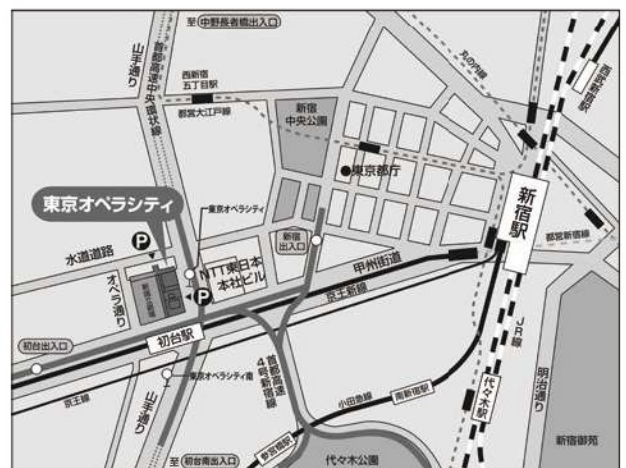 至 中野長者橋出入口
山手通り
首都高速中央環状線
西新宿
五丁目駅
都営大江戸線
新宿
中央公園
丸の内線
西武新宿駅
東京都庁
東京オペラシティ
東京オペラシティ
P
水道道路
オペラ通り
新国立劇場
NTT東日本
本社ビル
P
新宿
出入口
甲州街道
京王新線
新宿駅
都営新宿線
初台出入口
初台駅
京王線
山手通り
東京オペラシティ南
首都高速
4号新宿線
小田急線
南新宿駅
JR線
代々木駅
明治通り
新宿御苑
至 初台南出入口
参宮橋駅
代々木公園